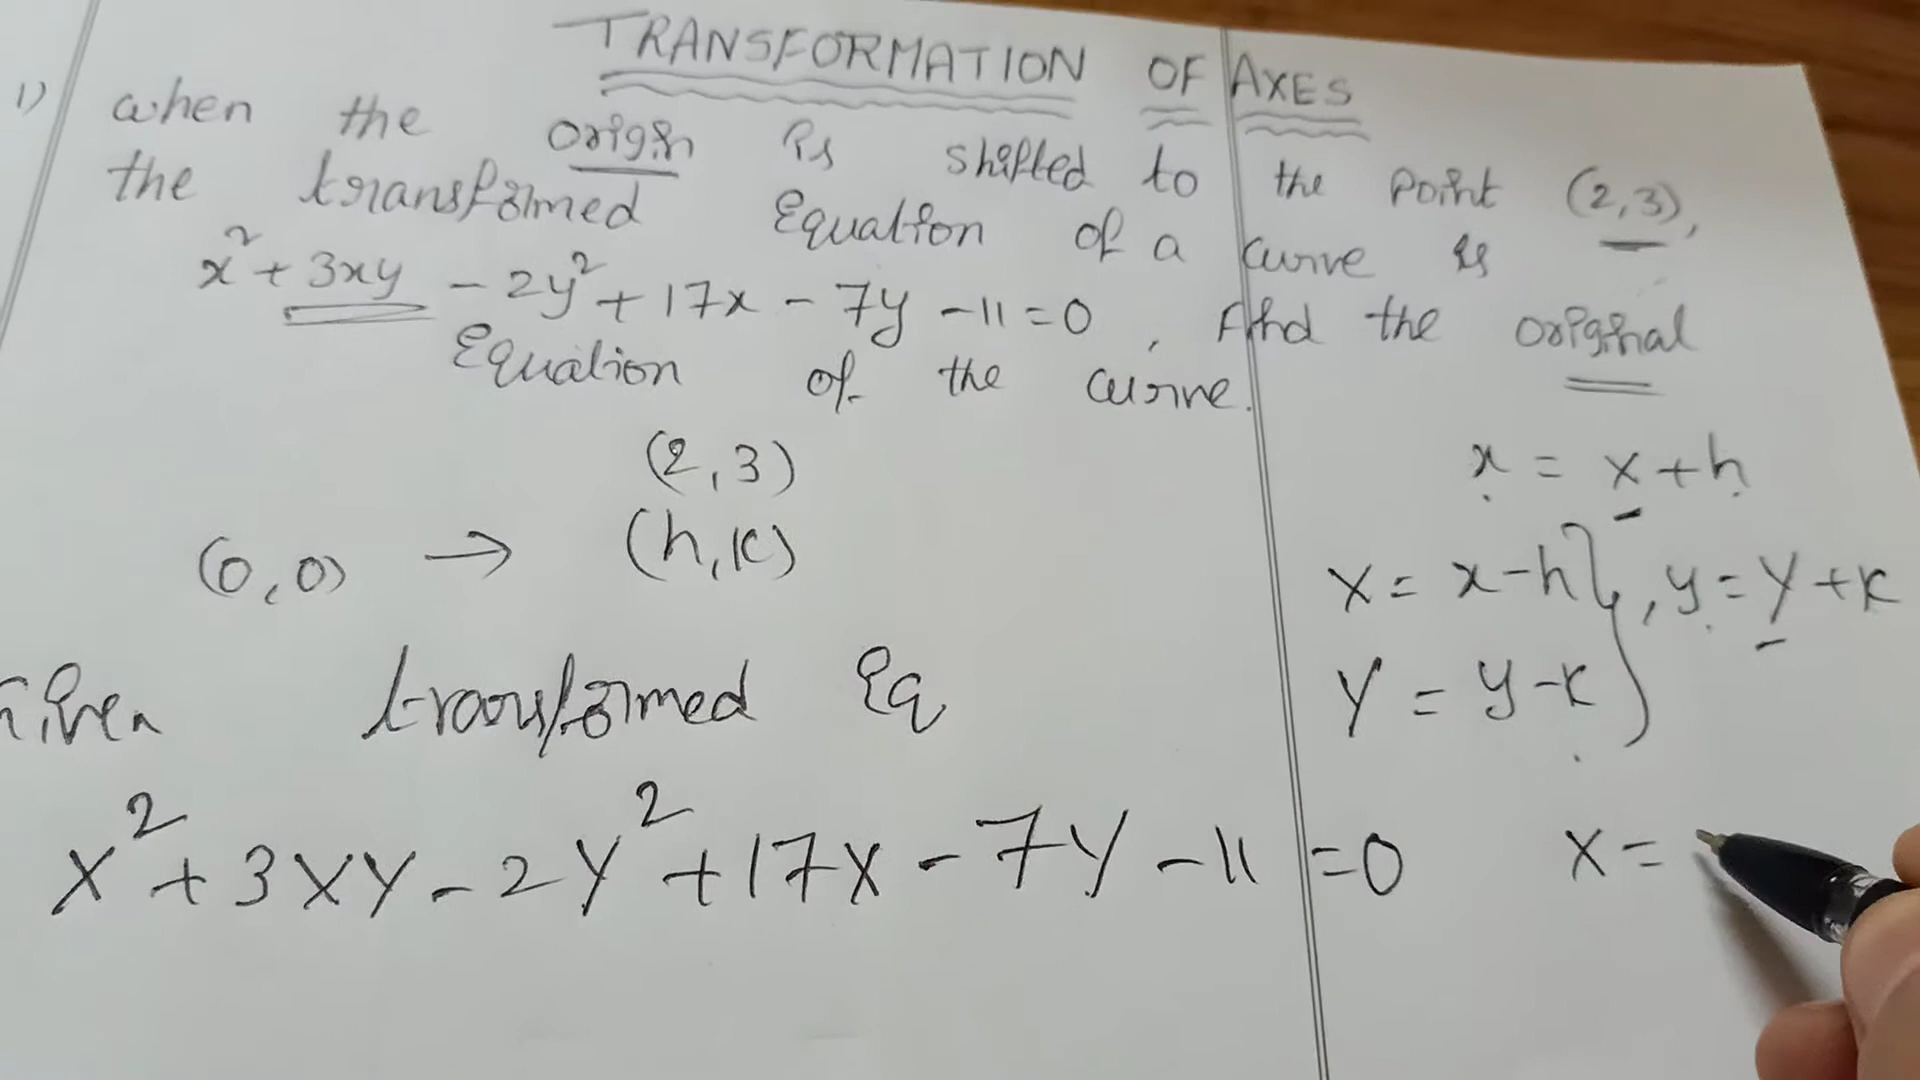 TRANSFORMATION OF AXES
1) when the origin is shifted to the point (2,3),
the transformed Equation of a curve is
x² + 3xy - 2y² + 17x - 7y - 11 = 0, find the original
Equation of the curve.
(2,3)
(0,0) → (h,k)
x = X + h
X = x - h }, y = Y + k
Y = y - k
Given transformed Eq
X² + 3XY - 2Y² + 17X - 7Y - 11 = 0
X =